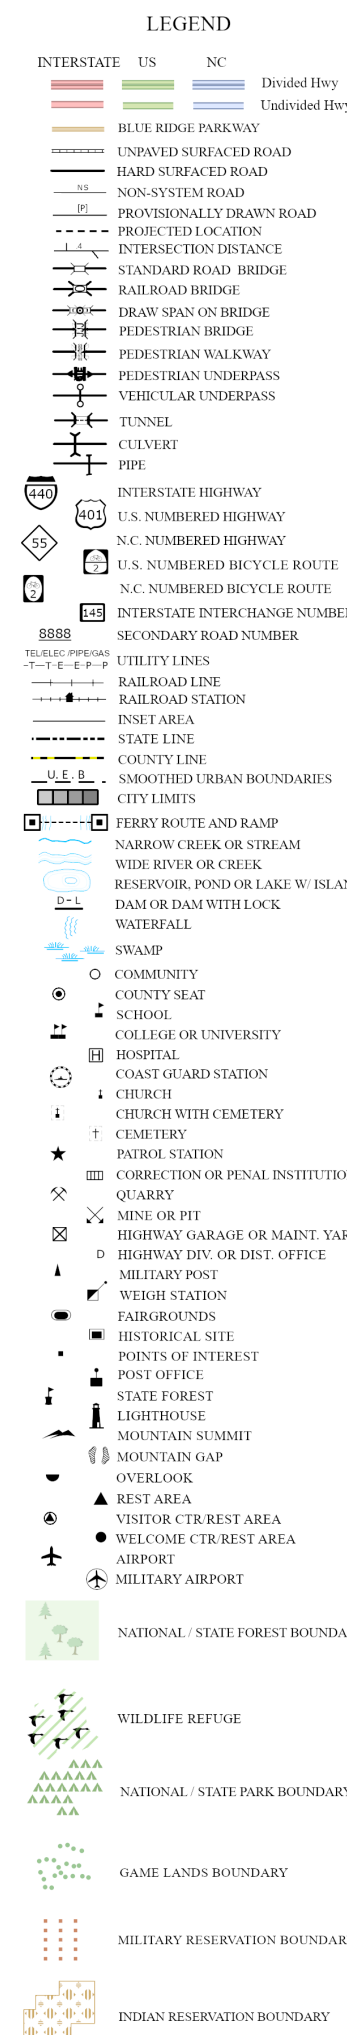 LEGEND
INTERSTATE US NC
Divided Hwy
Undivided Hwy
BLUE RIDGE PARKWAY
UNPAVED SURFACED ROAD
HARD SURFACED ROAD
NS NON-SYSTEM ROAD
[P] PROVISIONALLY DRAWN ROAD
PROJECTED LOCATION
.4 INTERSECTION DISTANCE
STANDARD ROAD BRIDGE
RAILROAD BRIDGE
DRAW SPAN ON BRIDGE
PEDESTRIAN BRIDGE
PEDESTRIAN WALKWAY
PEDESTRIAN UNDERPASS
VEHICULAR UNDERPASS
TUNNEL
CULVERT
PIPE
440 INTERSTATE HIGHWAY
401 U.S. NUMBERED HIGHWAY
55 N.C. NUMBERED HIGHWAY
2 U.S. NUMBERED BICYCLE ROUTE
2 N.C. NUMBERED BICYCLE ROUTE
145 INTERSTATE INTERCHANGE NUMBE
8888 SECONDARY ROAD NUMBER
TEL/ELEC /PIPE/GAS
–T—T—E—E—P—P UTILITY LINES
RAILROAD LINE
RAILROAD STATION
INSET AREA
STATE LINE
COUNTY LINE
U. E. B SMOOTHED URBAN BOUNDARIES
CITY LIMITS
FERRY ROUTE AND RAMP
NARROW CREEK OR STREAM
WIDE RIVER OR CREEK
RESERVOIR, POND OR LAKE W/ ISLAN
D-L DAM OR DAM WITH LOCK
WATERFALL
SWAMP
COMMUNITY
COUNTY SEAT
SCHOOL
COLLEGE OR UNIVERSITY
H HOSPITAL
COAST GUARD STATION
CHURCH
CHURCH WITH CEMETERY
CEMETERY
PATROL STATION
CORRECTION OR PENAL INSTITUTIO
QUARRY
MINE OR PIT
HIGHWAY GARAGE OR MAINT. YAR
D HIGHWAY DIV. OR DIST. OFFICE
MILITARY POST
WEIGH STATION
FAIRGROUNDS
HISTORICAL SITE
POINTS OF INTEREST
POST OFFICE
STATE FOREST
LIGHTHOUSE
MOUNTAIN SUMMIT
MOUNTAIN GAP
OVERLOOK
REST AREA
VISITOR CTR/REST AREA
WELCOME CTR/REST AREA
AIRPORT
MILITARY AIRPORT
NATIONAL / STATE FOREST BOUNDA
WILDLIFE REFUGE
NATIONAL / STATE PARK BOUNDARY
GAME LANDS BOUNDARY
MILITARY RESERVATION BOUNDAR
INDIAN RESERVATION BOUNDARY